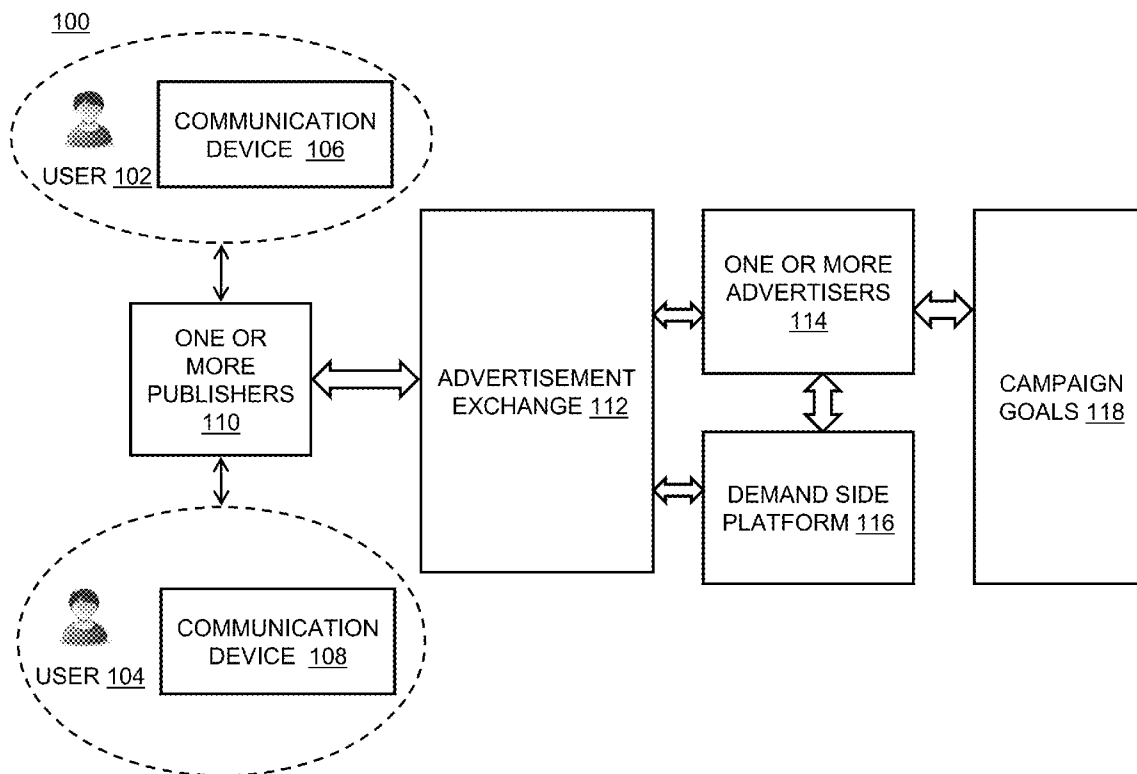 100
COMMUNICATION
DEVICE 106
USER 102
ONE OR
MORE
PUBLISHERS
110
ADVERTISEMENT
EXCHANGE 112
ONE OR MORE
ADVERTISERS
114
DEMAND SIDE
PLATFORM 116
CAMPAIGN
GOALS 118
COMMUNICATION
DEVICE 108
USER 104